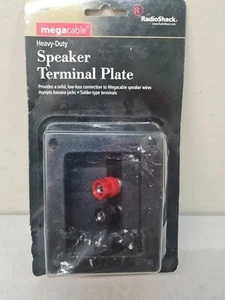 megacable
RadioShack.
Heavy-Duty
Speaker
Terminal Plate
Provides a solid, low-loss connection to Megacable speaker wires
Accepts banana jacks • Solder-type terminals